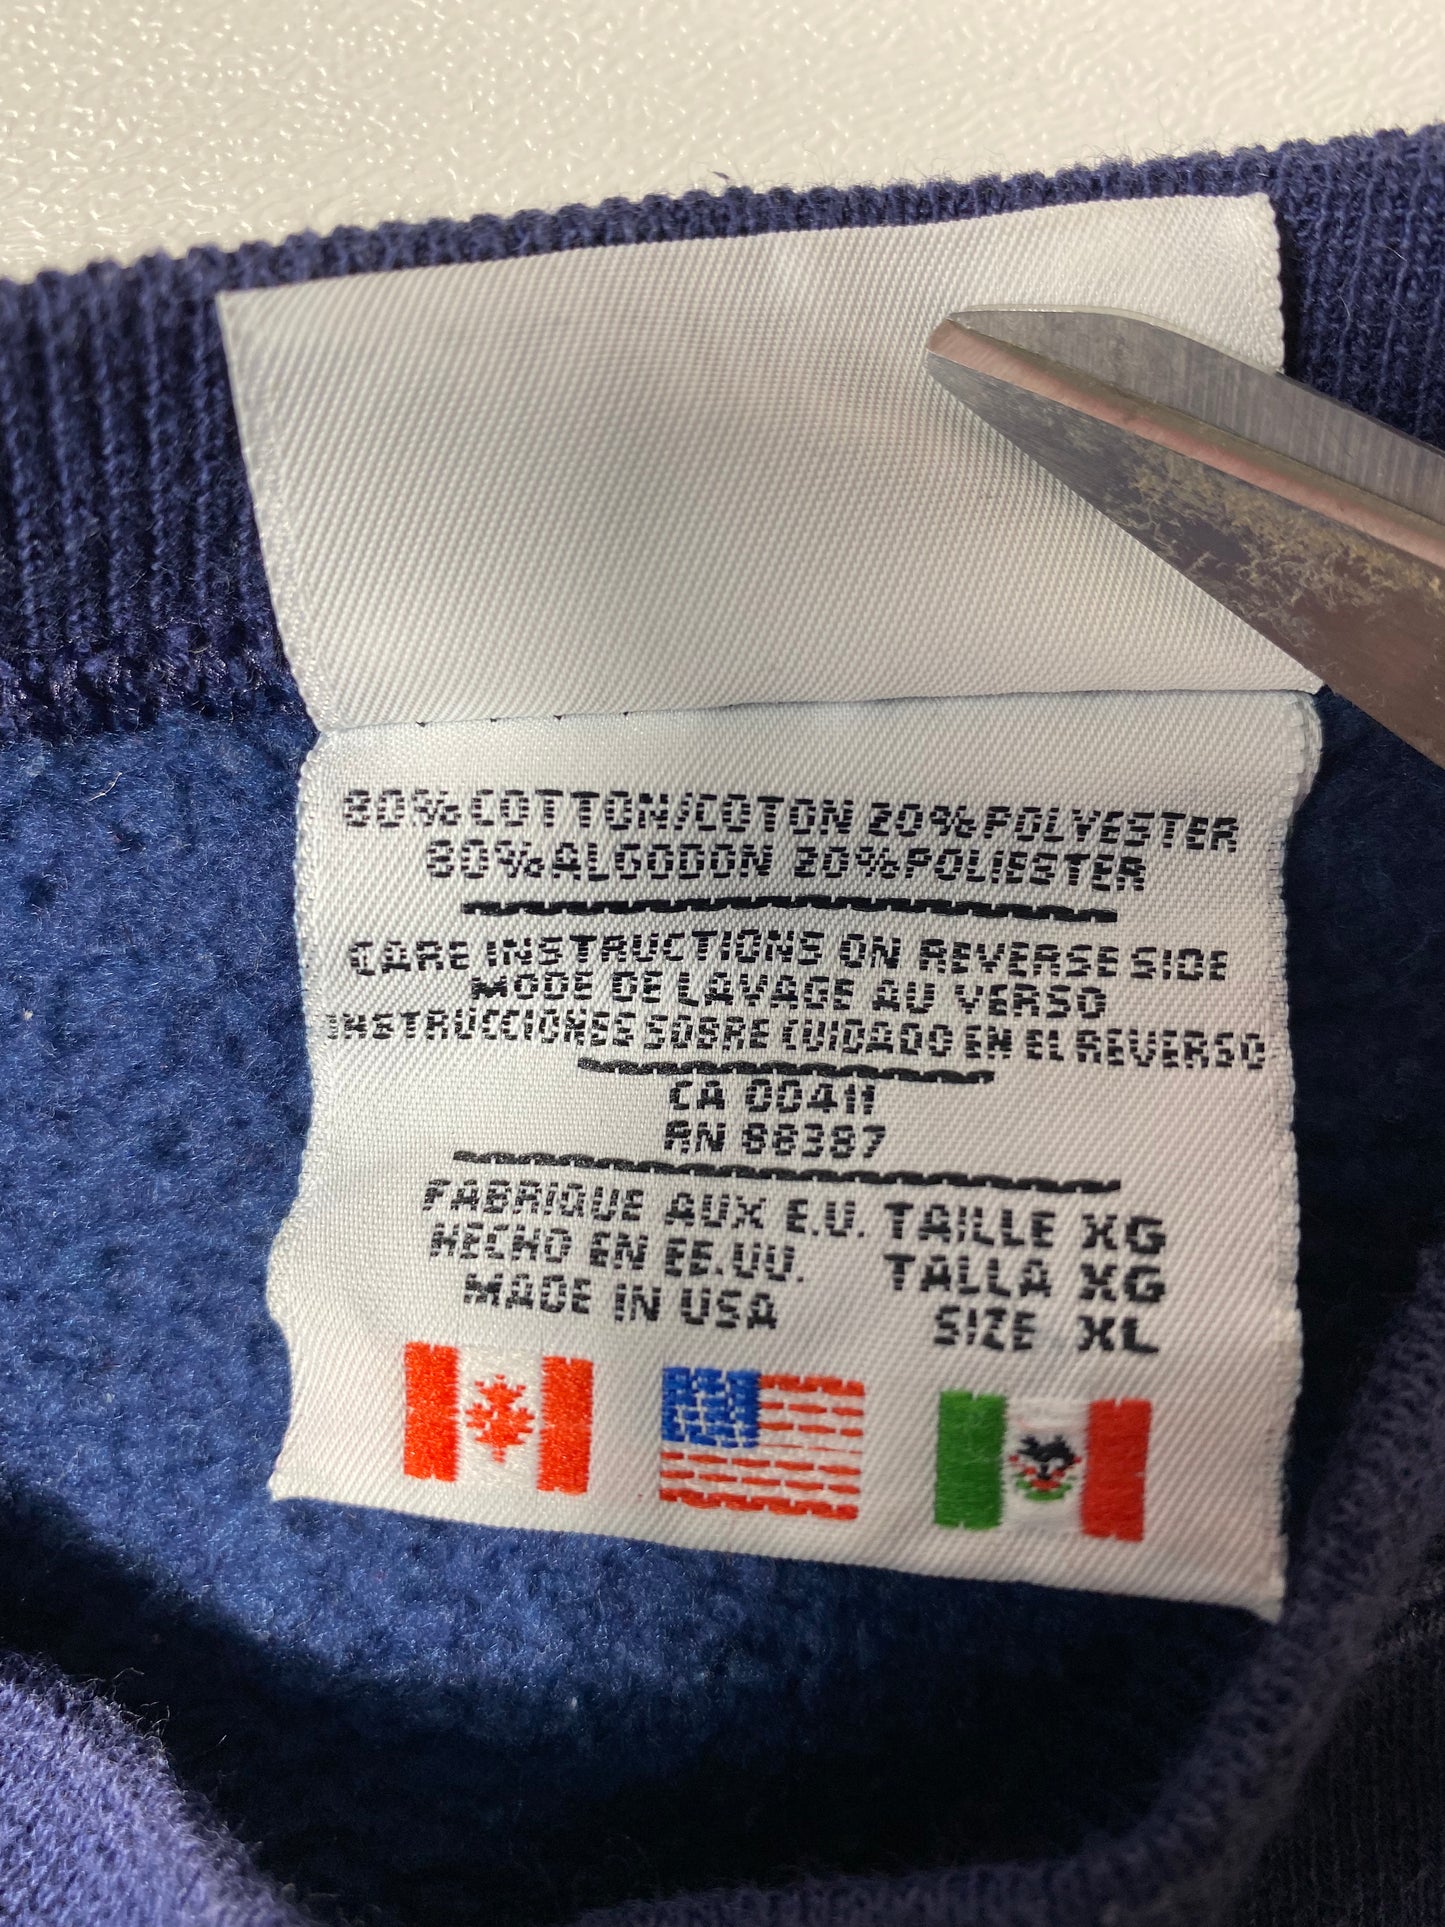 80% COTTON/COTON 20% POLYESTER
80% ALGODON 20% POLIESTER
CARE INSTRUCTIONS ON REVERSE SIDE
MODE DE LAVAGE AU VERSO
INSTRUCCIONES SOBRE CUIDADO EN EL REVERSO
CA 00411
RN 88387
FABRIQUE AUX E.U. TAILLE XG
HECHO EN EE.UU. TALLA XG
MADE IN USA SIZE XL